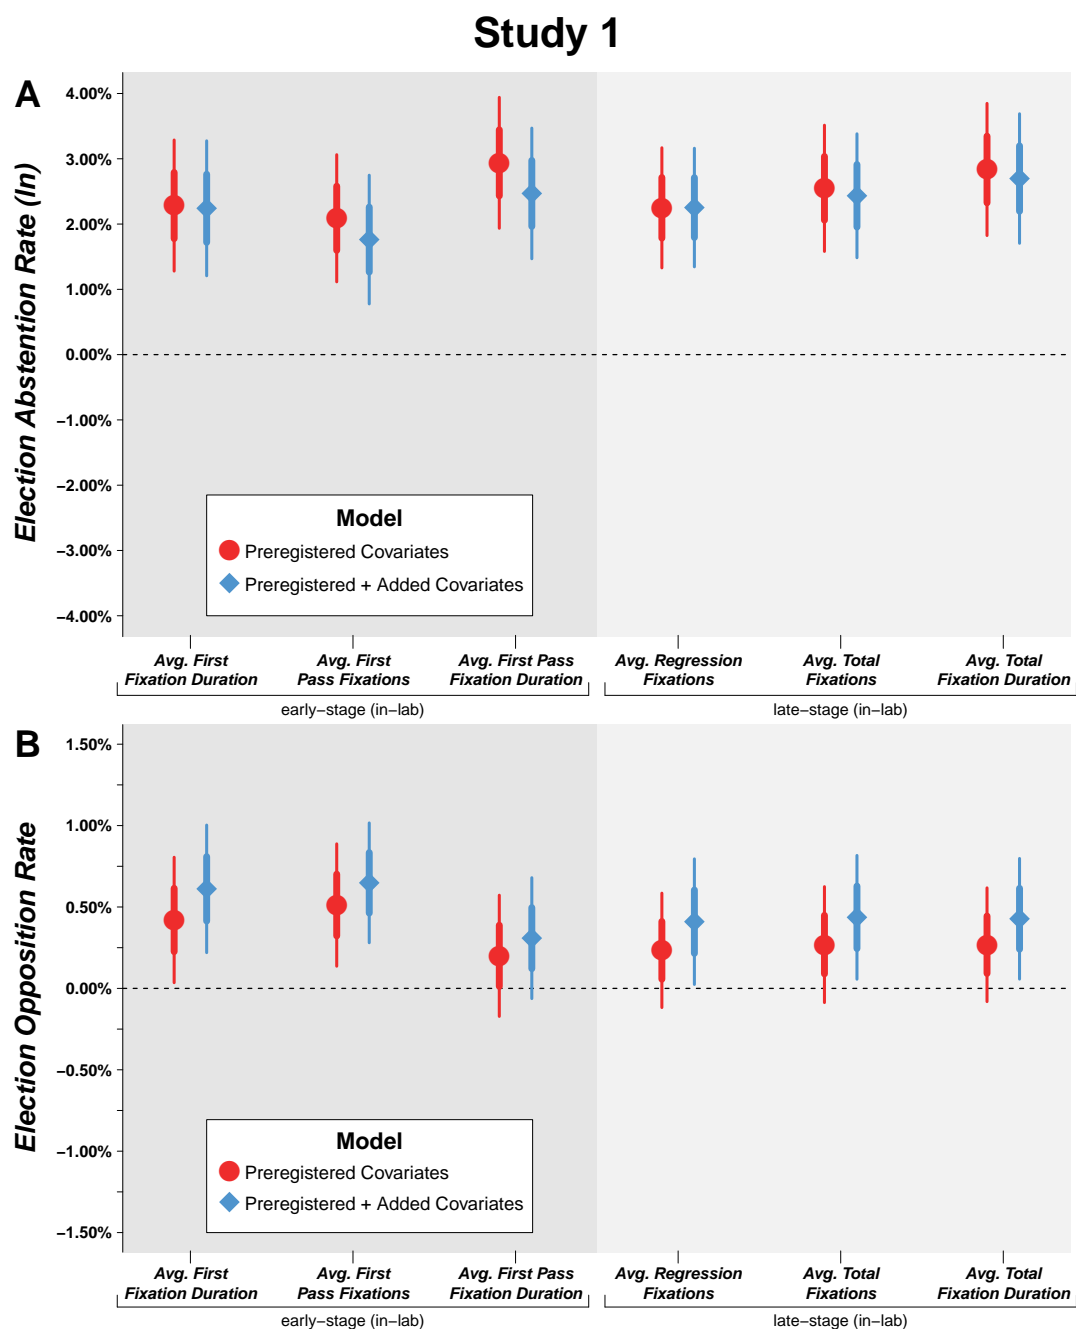 Study 1
A
Election Abstention Rate (ln)
4.00%
3.00%
2.00%
1.00%
0.00%
−1.00%
−2.00%
−3.00%
−4.00%
Model
Preregistered Covariates
Preregistered + Added Covariates
Avg. First
Fixation Duration
Avg. First
Pass Fixations
Avg. First Pass
Fixation Duration
Avg. Regression
Fixations
Avg. Total
Fixations
Avg. Total
Fixation Duration
early−stage (in−lab)
late−stage (in−lab)
B
Election Opposition Rate
1.50%
1.00%
0.50%
0.00%
−0.50%
−1.00%
−1.50%
Model
Preregistered Covariates
Preregistered + Added Covariates
Avg. First
Fixation Duration
Avg. First
Pass Fixations
Avg. First Pass
Fixation Duration
Avg. Regression
Fixations
Avg. Total
Fixations
Avg. Total
Fixation Duration
early−stage (in−lab)
late−stage (in−lab)